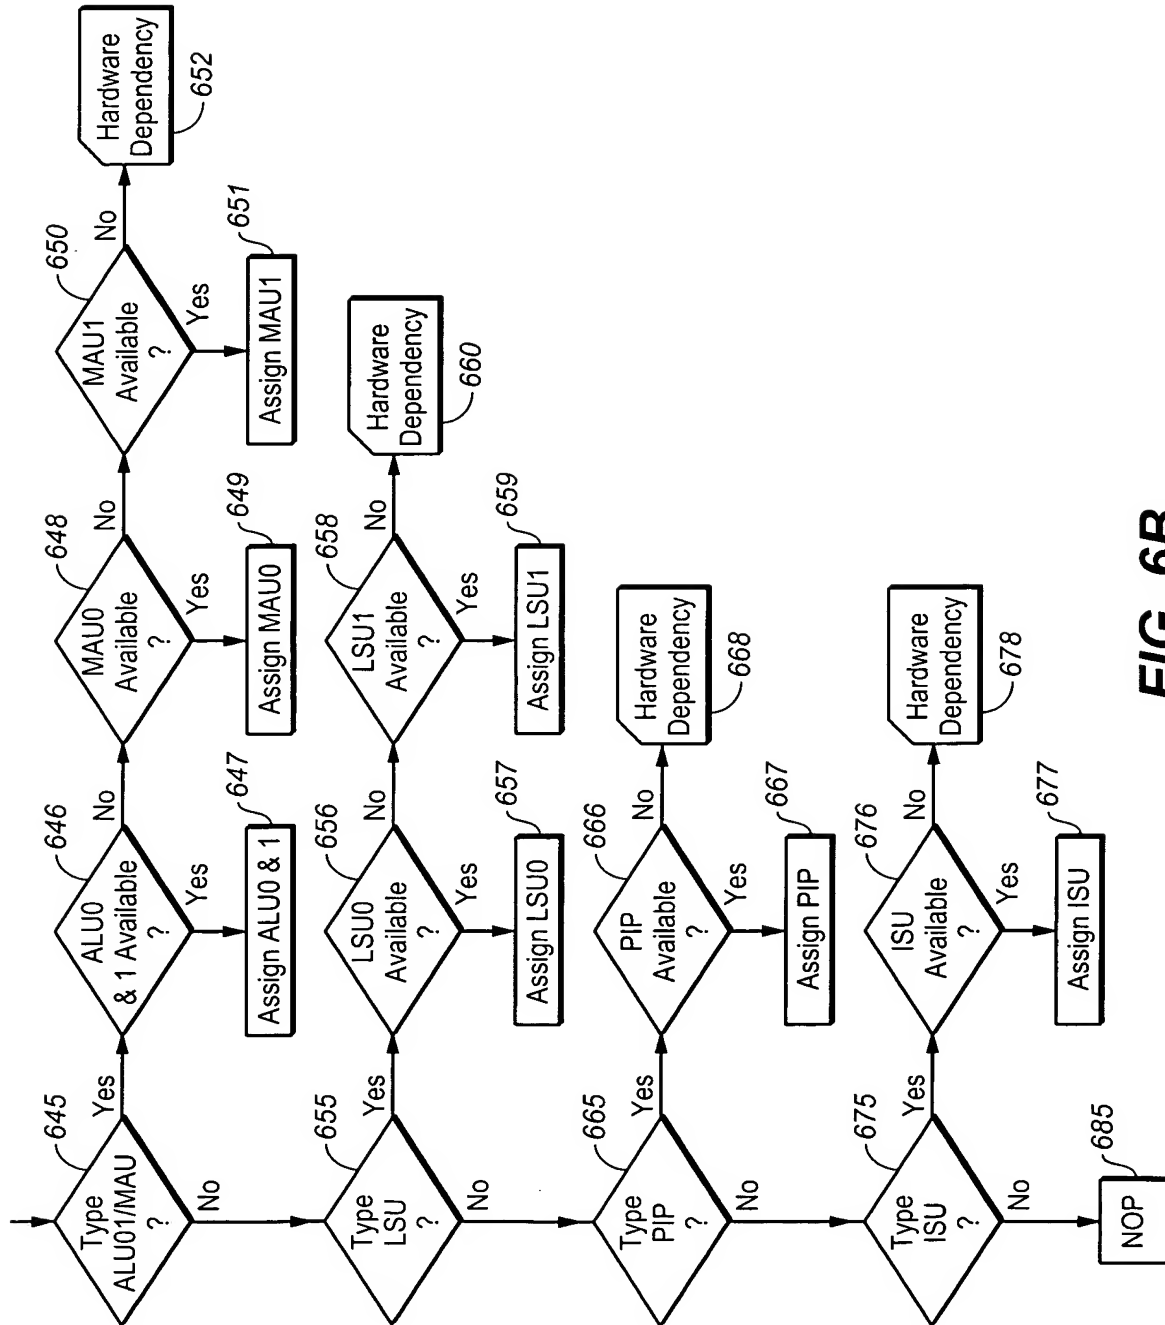 Type
ALU01/MAU
?
645
Yes
No
ALU0
& 1 Available
?
646
No
Yes
Assign ALU0 & 1
647
MAU0
Available
?
648
No
Yes
Assign MAU0
649
MAU1
Available
?
650
No
Yes
Assign MAU1
651
Hardware
Dependency
652
Type
LSU
?
655
Yes
No
LSU0
Available
?
656
No
Yes
Assign LSU0
657
LSU1
Available
?
658
No
Yes
Assign LSU1
659
Hardware
Dependency
660
Type
PIP
?
665
Yes
No
PIP
Available
?
666
No
Yes
Assign PIP
667
Hardware
Dependency
668
Type
ISU
?
675
Yes
No
ISU
Available
?
676
No
Yes
Assign ISU
677
Hardware
Dependency
678
NOP
685
FIG. 6B